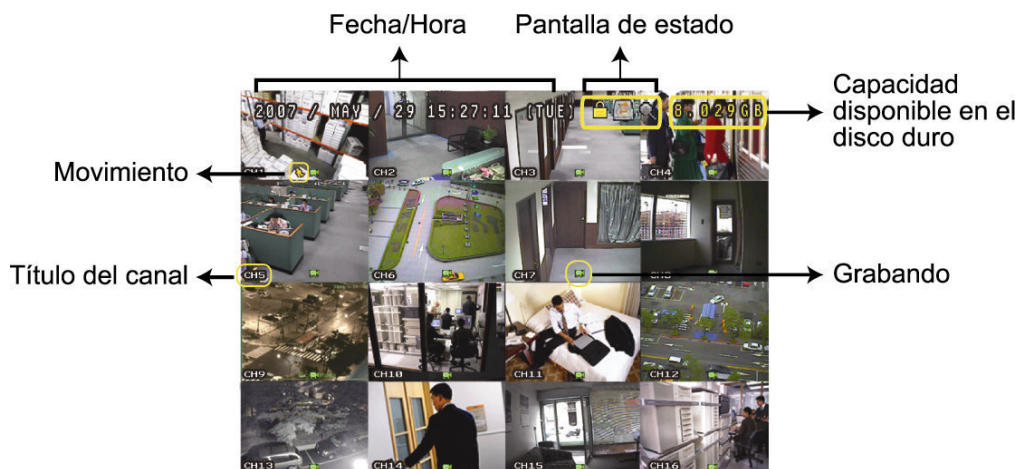 Fecha/Hora
Pantalla de estado
Capacidad
disponible en el
disco duro
2007 / MAY / 29 15:27:11 (TUE)
8.029GB
Movimiento
CH1
CH2
CH3
CH4
Título del canal
CH5
CH6
CH7
CH8
Grabando
CH9
CH10
CH11
CH12
CH13
CH14
CH15
CH16